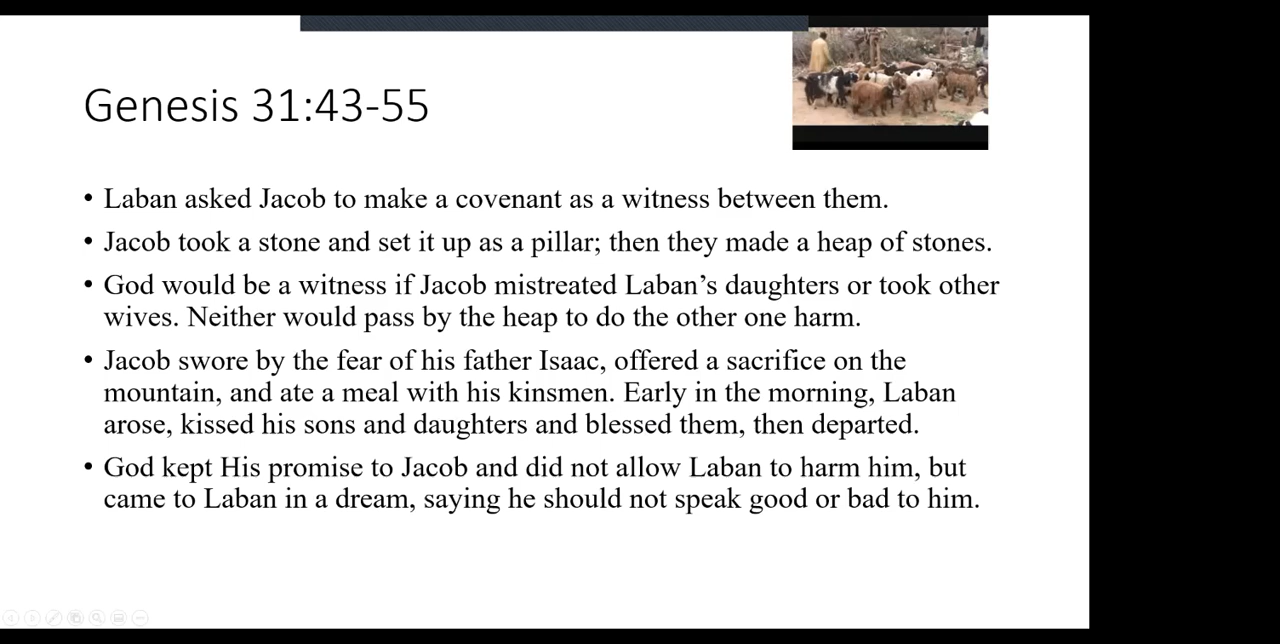 Genesis 31:43-55
• Laban asked Jacob to make a covenant as a witness between them.
• Jacob took a stone and set it up as a pillar; then they made a heap of stones.
• God would be a witness if Jacob mistreated Laban’s daughters or took other
wives. Neither would pass by the heap to do the other one harm.
• Jacob swore by the fear of his father Isaac, offered a sacrifice on the
mountain, and ate a meal with his kinsmen. Early in the morning, Laban
arose, kissed his sons and daughters and blessed them, then departed.
• God kept His promise to Jacob and did not allow Laban to harm him, but
came to Laban in a dream, saying he should not speak good or bad to him.